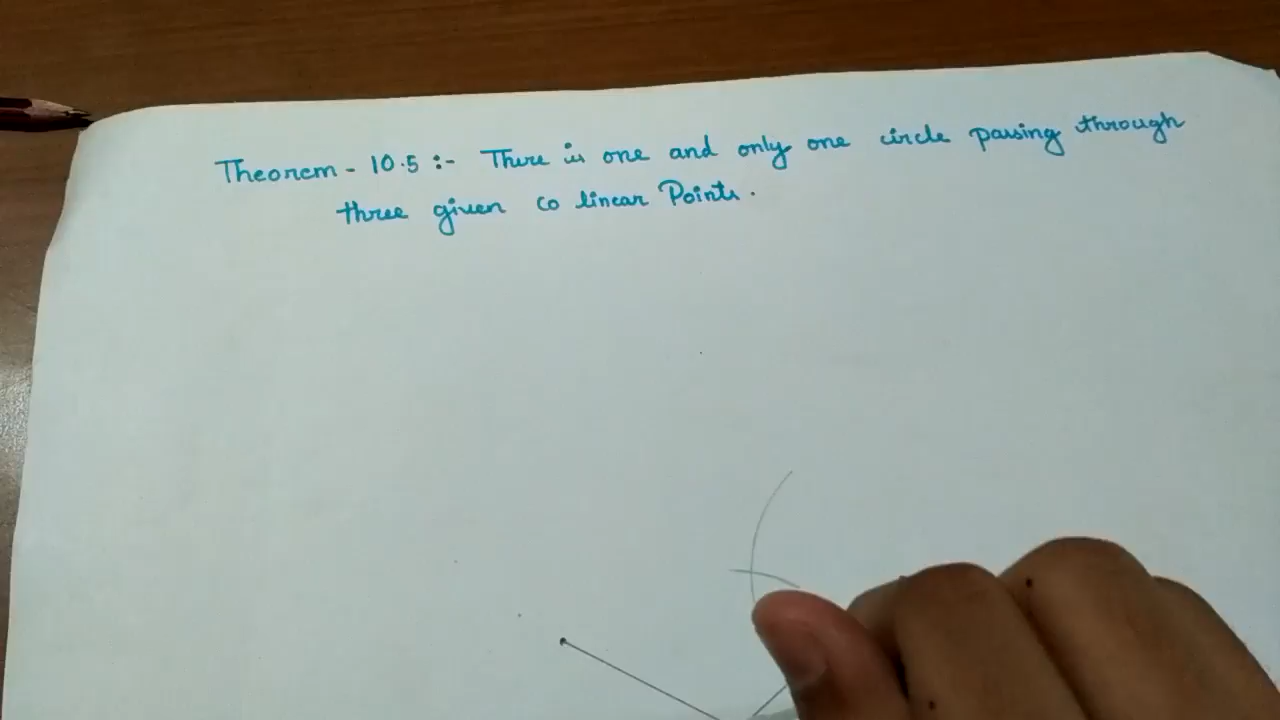 Theorem - 10.5 :- There is one and only one circle passing through
three given co linear Points.